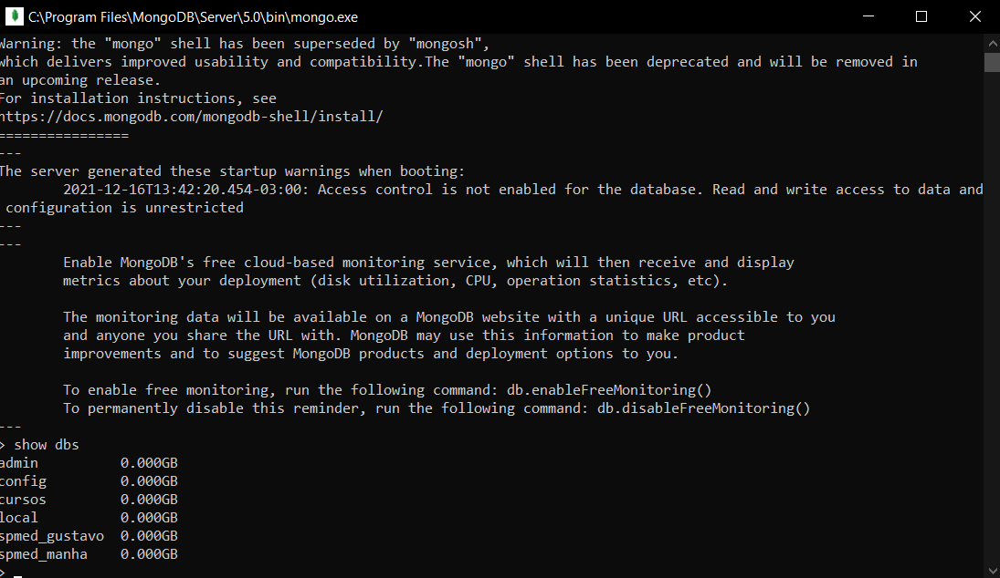 C:\Program Files\MongoDB\Server\5.0\bin\mongo.exe
Warning: the "mongo" shell has been superseded by "mongosh",
which delivers improved usability and compatibility.The "mongo" shell has been deprecated and will be removed in
an upcoming release.
For installation instructions, see
https://docs.mongodb.com/mongodb-shell/install/
================
---
The server generated these startup warnings when booting:
2021-12-16T13:42:20.454-03:00: Access control is not enabled for the database. Read and write access to data and
configuration is unrestricted
---
---
Enable MongoDB's free cloud-based monitoring service, which will then receive and display
metrics about your deployment (disk utilization, CPU, operation statistics, etc).
The monitoring data will be available on a MongoDB website with a unique URL accessible to you
and anyone you share the URL with. MongoDB may use this information to make product
improvements and to suggest MongoDB products and deployment options to you.
To enable free monitoring, run the following command: db.enableFreeMonitoring()
To permanently disable this reminder, run the following command: db.disableFreeMonitoring()
---
> show dbs
admin 0.000GB
config 0.000GB
cursos 0.000GB
local 0.000GB
spmed_gustavo 0.000GB
spmed_manha 0.000GB
> _